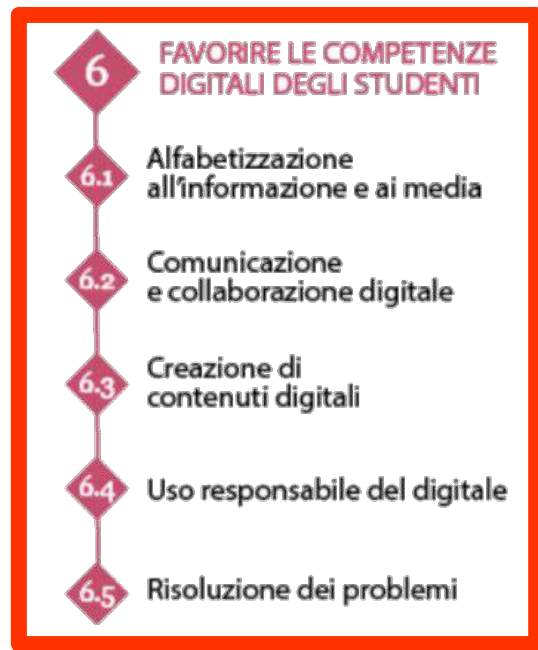 6
FAVORIRE LE COMPETENZE
DIGITALI DEGLI STUDENTI
6.1
Alfabetizzazione
all'informazione e ai media
6.2
Comunicazione
e collaborazione digitale
6.3
Creazione di
contenuti digitali
6.4
Uso responsabile del digitale
6.5
Risoluzione dei problemi